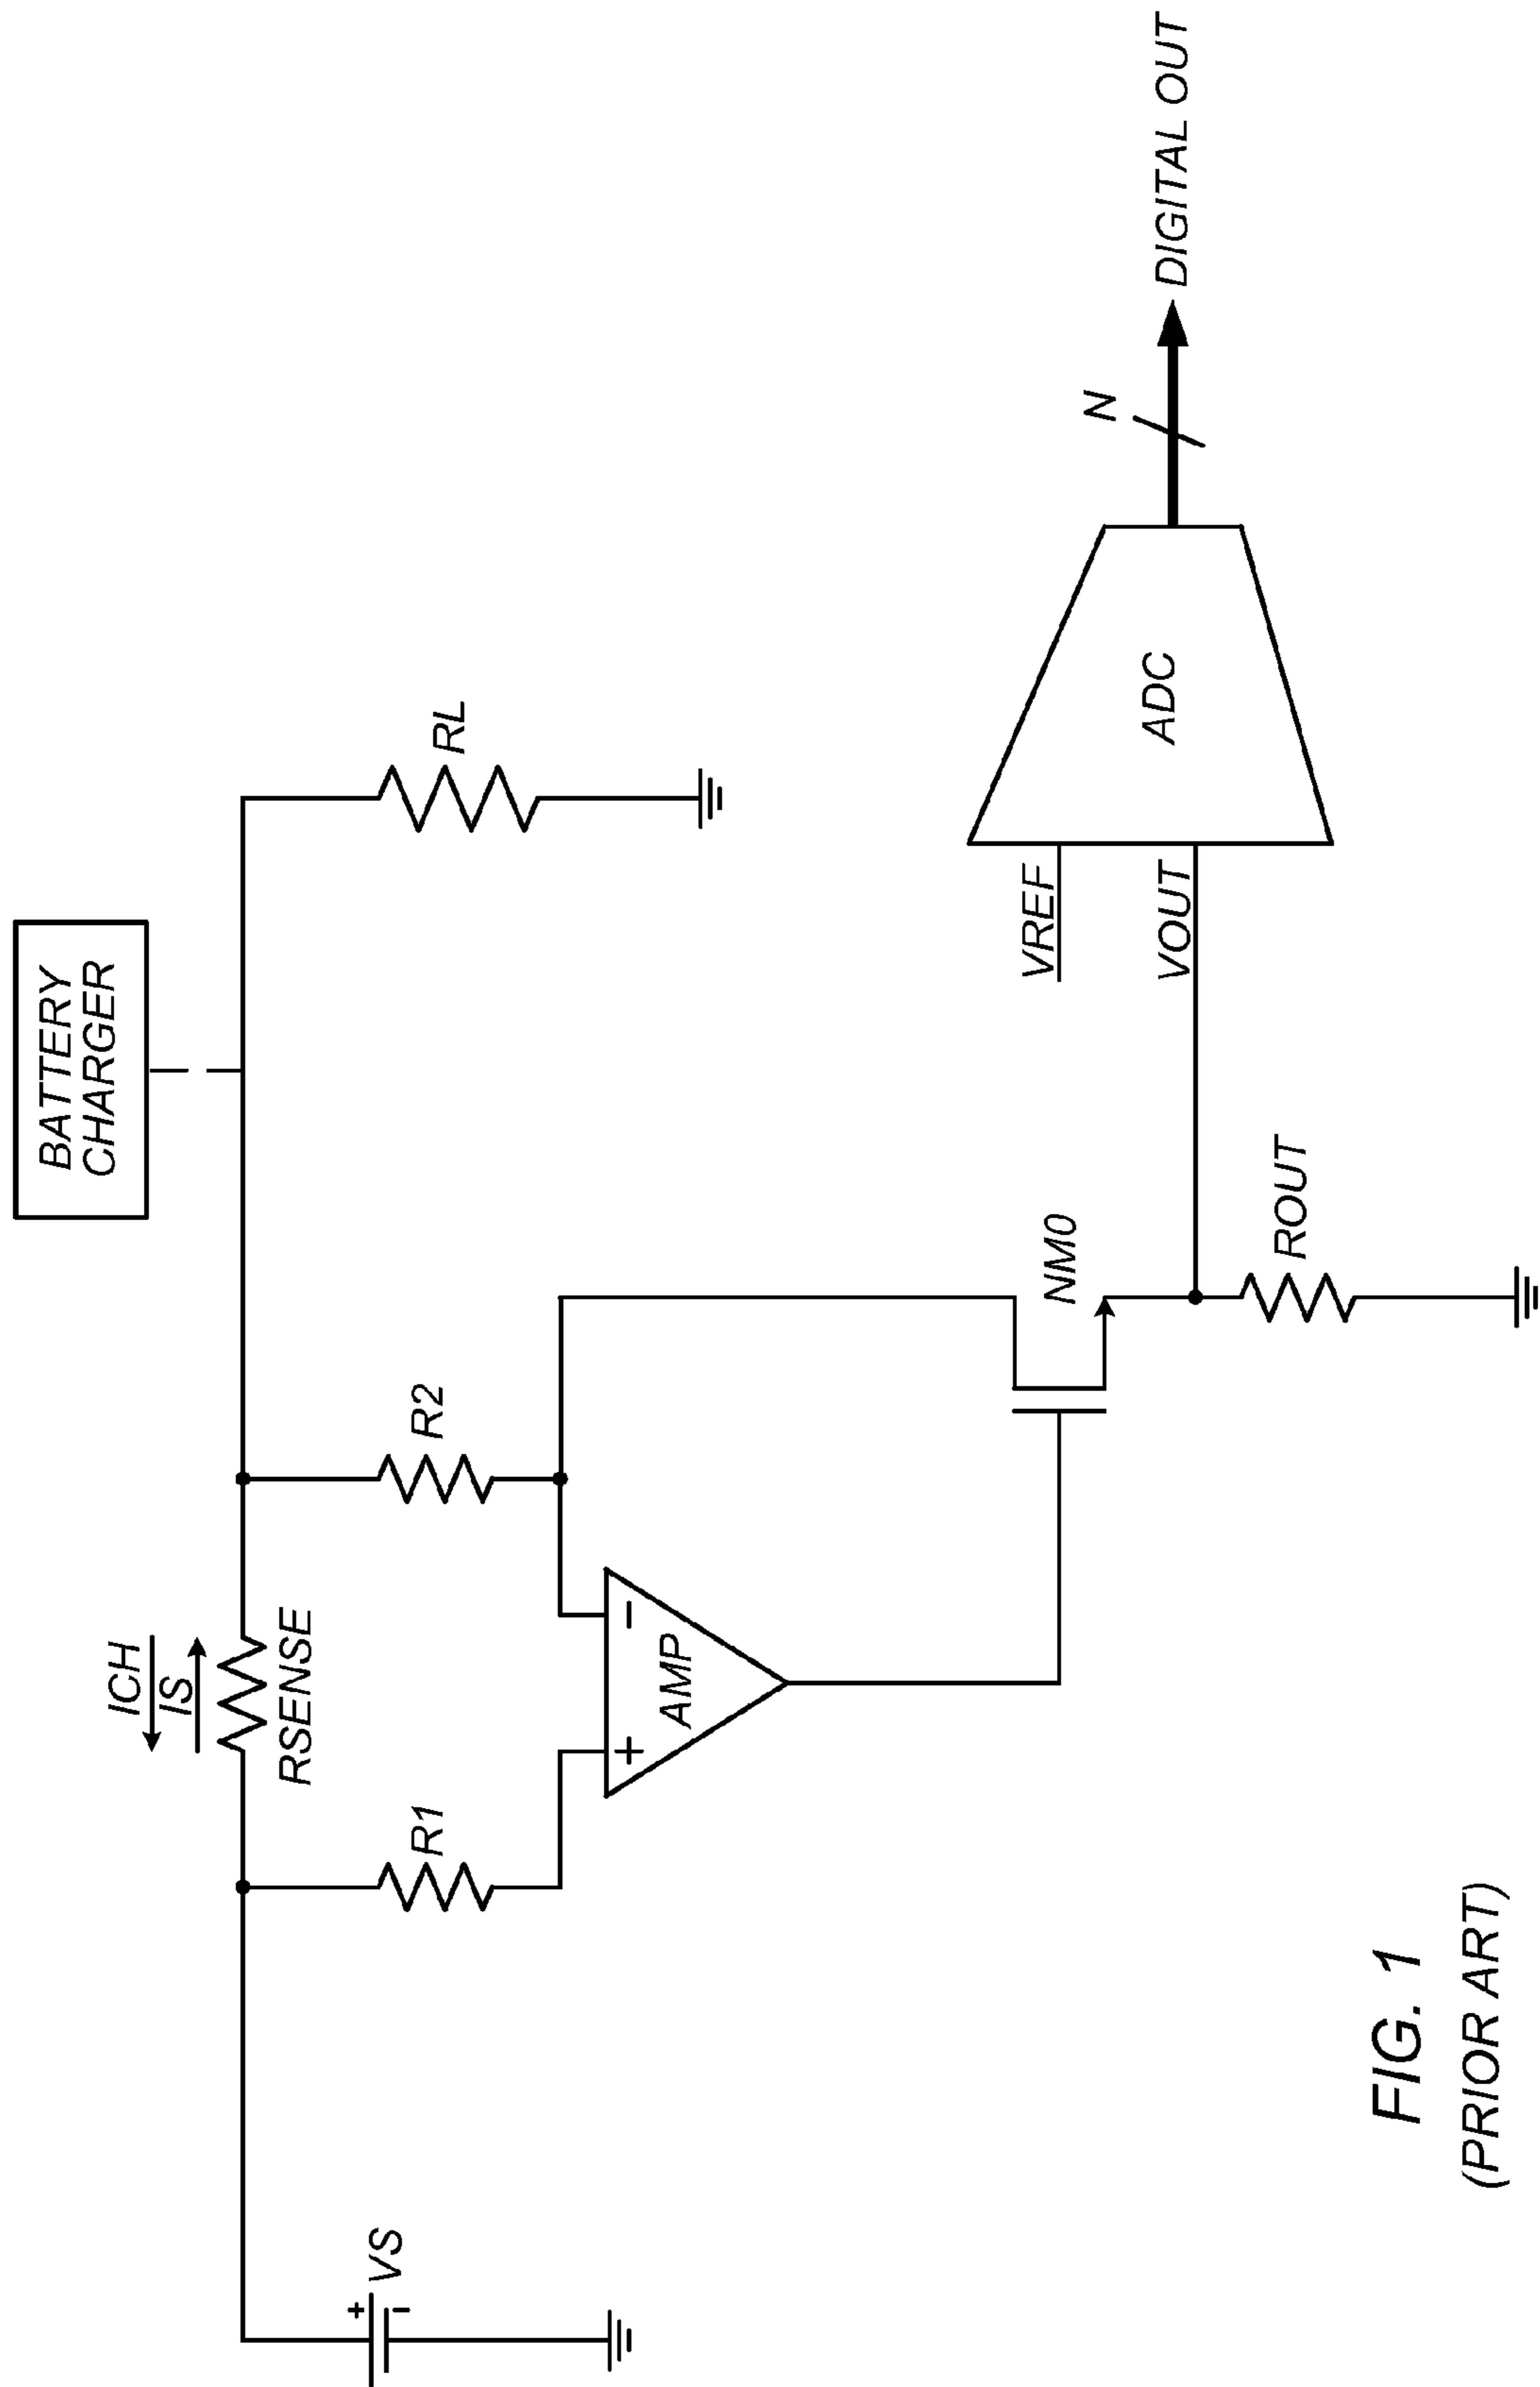 BATTERY
CHARGER
ICH
IS
RSENSE
VS
+
-
R1
R2
RL
+
-
AMP
NM0
VREF
VOUT
ADC
N
DIGITAL OUT
ROUT
FIG. 1
(PRIOR ART)